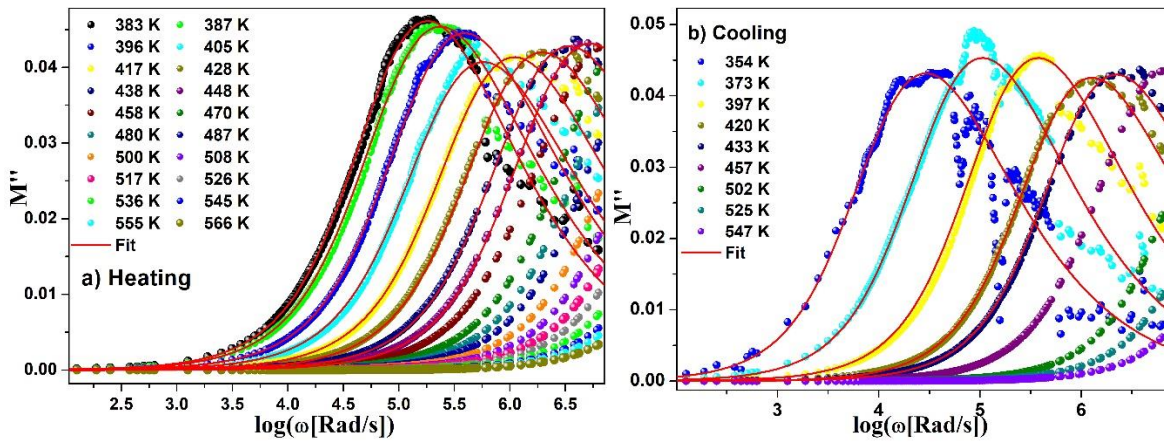 383 K 387 K
396 K 405 K
417 K 428 K
438 K 448 K
458 K 470 K
480 K 487 K
500 K 508 K
517 K 526 K
536 K 545 K
555 K 566 K
Fit
a) Heating
M''
0.04
0.03
0.02
0.01
0.00
2.5 3.0 3.5 4.0 4.5 5.0 5.5 6.0 6.5
log(ω[Rad/s])
b) Cooling
354 K
373 K
397 K
420 K
433 K
457 K
502 K
525 K
547 K
Fit
M''
0.05
0.04
0.03
0.02
0.01
0.00
3 4 5 6
log(ω[Rad/s])